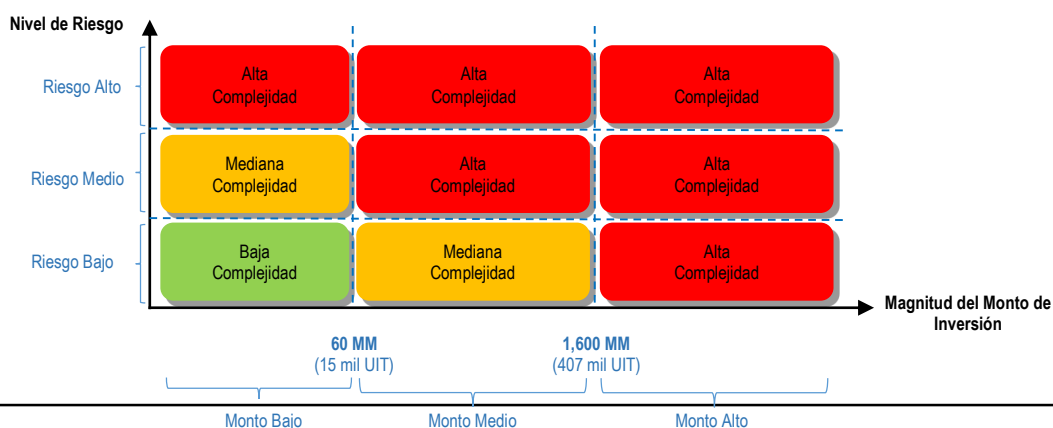 Nivel de Riesgo
Riesgo Alto
Alta
Complejidad
Alta
Complejidad
Alta
Complejidad
Riesgo Medio
Mediana
Complejidad
Alta
Complejidad
Alta
Complejidad
Riesgo Bajo
Baja
Complejidad
Mediana
Complejidad
Alta
Complejidad
Magnitud del Monto de
Inversión
60 MM
(15 mil UIT)
1,600 MM
(407 mil UIT)
Monto Bajo
Monto Medio
Monto Alto